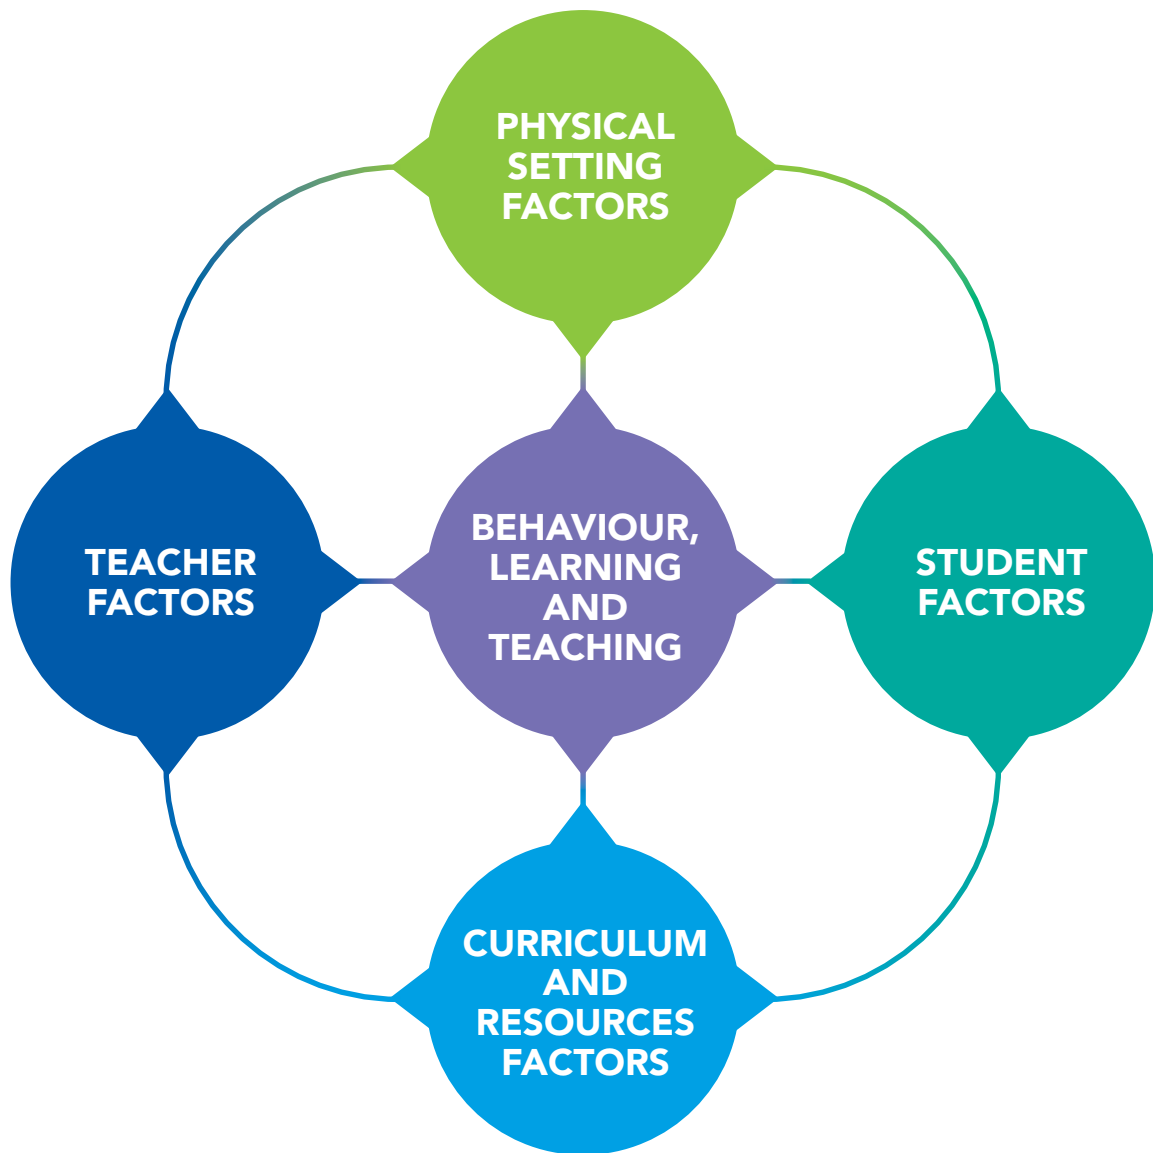 PHYSICAL
SETTING
FACTORS
TEACHER
FACTORS
BEHAVIOUR,
LEARNING
AND
TEACHING
STUDENT
FACTORS
CURRICULUM
AND
RESOURCES
FACTORS